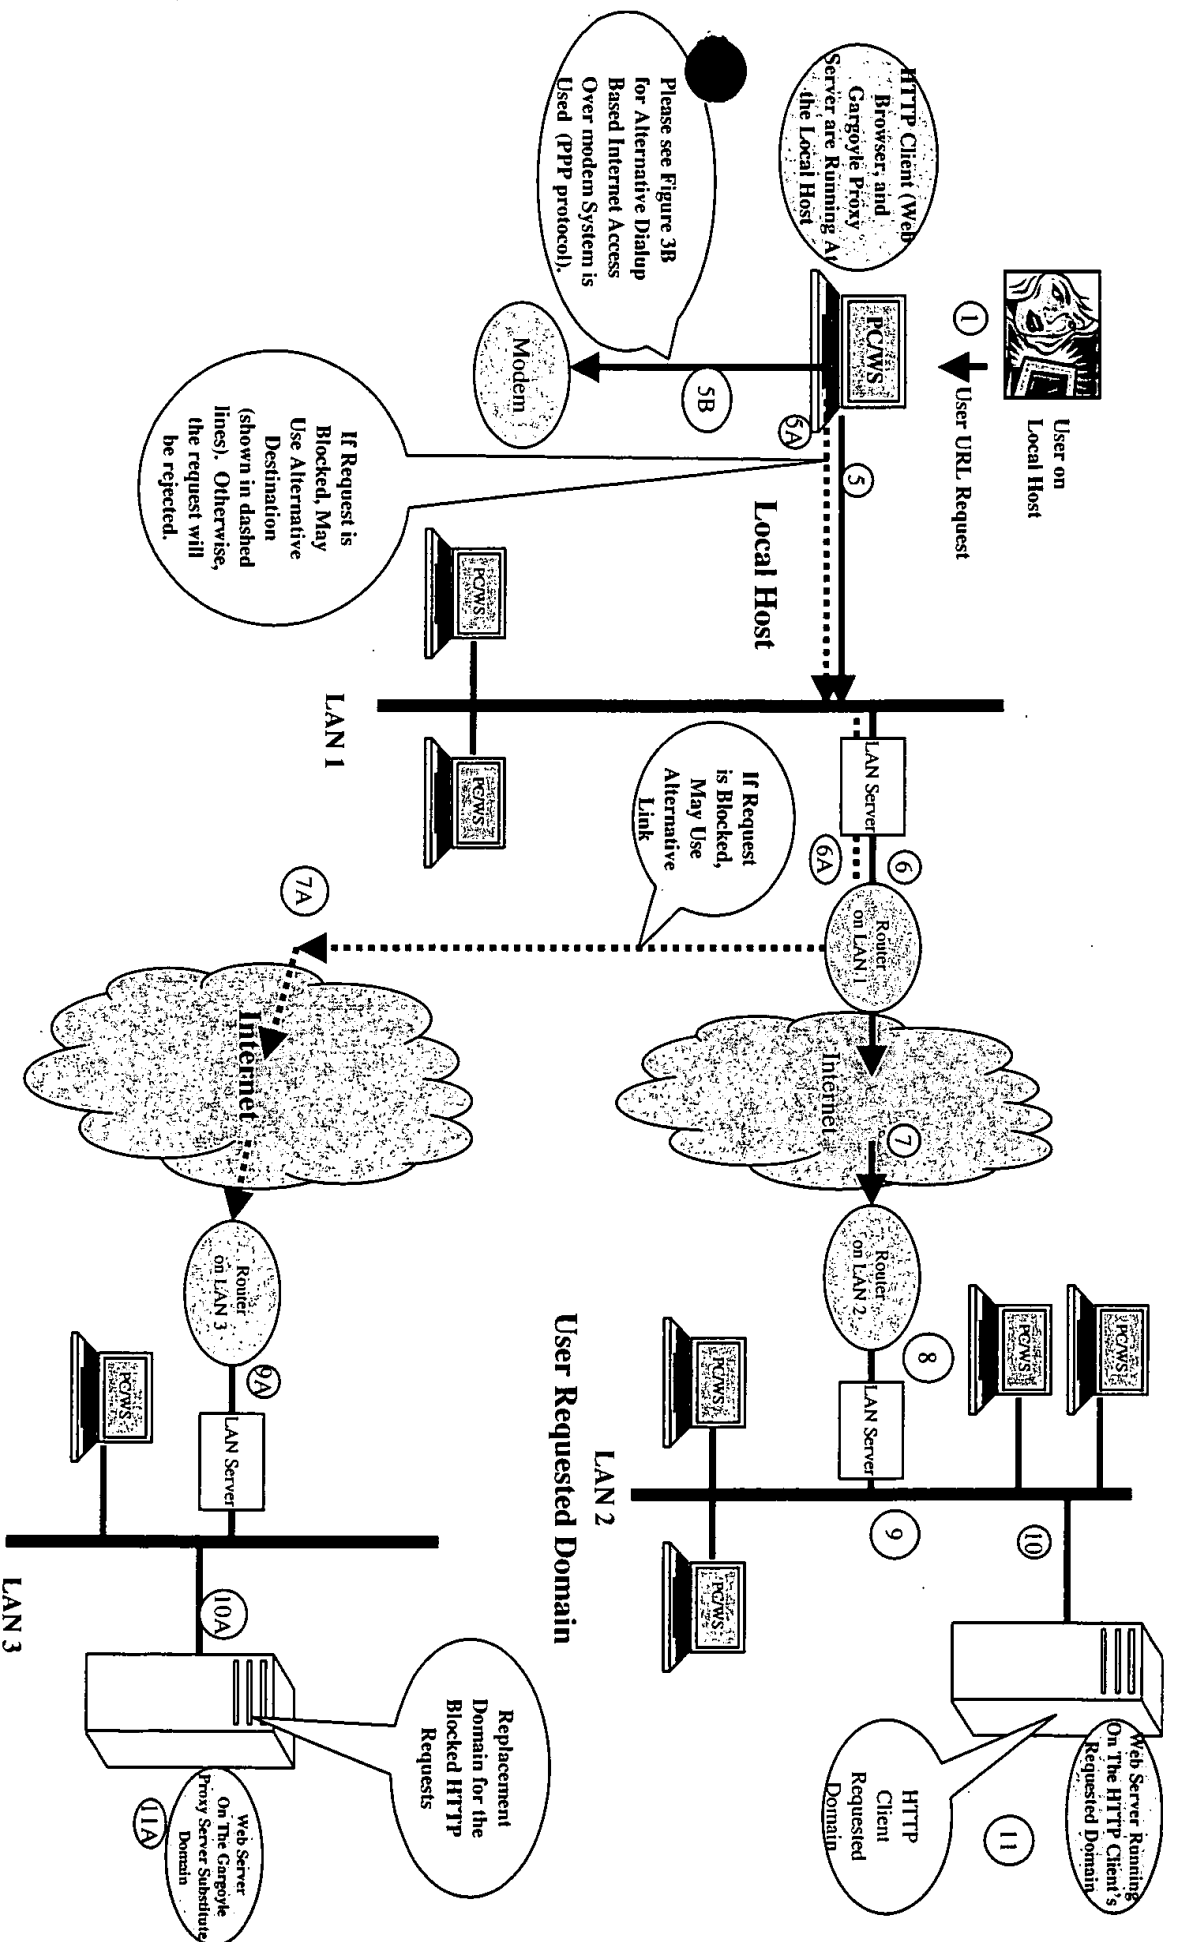 User on
Local Host
1
User URL Request
HTTP Client (Web
Browser, and
Gargoyle Proxy
Server are Running At
the Local Host
PC/WS
5
5A
Local Host
Please see Figure 3B
for Alternative Dialup
Based Internet Access
Over modem System is
Used (PPP protocol).
5B
Modem
If Request is
Blocked, May
Use Alternative
Destination
(shown in dashed
lines). Otherwise,
the request will
be rejected.
PC/WS
PC/WS
LAN 1
LAN Server
6
6A
Router
on LAN 1
If Request
is Blocked,
May Use
Alternative
Link
7A
Internet
7
Internet
Router
on LAN 2
8
LAN Server
9
PC/WS
PC/WS
10
Web Server Running
On The HTTP Client's
Requested Domain
11
HTTP
Client
Requested
Domain
PC/WS
PC/WS
LAN 2
User Requested Domain
Router
on LAN 3
9A
LAN Server
PC/WS
10A
Replacement
Domain for the
Blocked HTTP
Requests
Web Server
On The Gargoyle
Proxy Server Substitute
Domain
11A
LAN 3